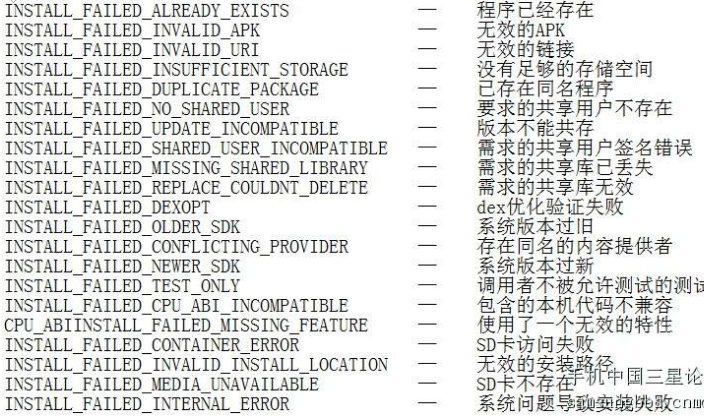 INSTALL_FAILED_ALREADY_EXISTS — 程序已经存在
INSTALL_FAILED_INVALID_APK — 无效的APK
INSTALL_FAILED_INVALID_URI — 无效的链接
INSTALL_FAILED_INSUFFICIENT_STORAGE — 没有足够的存储空间
INSTALL_FAILED_DUPLICATE_PACKAGE — 已存在同名程序
INSTALL_FAILED_NO_SHARED_USER — 要求的共享用户不存在
INSTALL_FAILED_UPDATE_INCOMPATIBLE — 版本不能共存
INSTALL_FAILED_SHARED_USER_INCOMPATIBLE — 需求的共享用户签名错误
INSTALL_FAILED_MISSING_SHARED_LIBRARY — 需求的共享库已丢失
INSTALL_FAILED_REPLACE_COULDNT_DELETE — 需求的共享库无效
INSTALL_FAILED_DEXOPT — dex优化验证失败
INSTALL_FAILED_OLDER_SDK — 系统版本过旧
INSTALL_FAILED_CONFLICTING_PROVIDER — 存在同名的内容提供者
INSTALL_FAILED_NEWER_SDK — 系统版本过新
INSTALL_FAILED_TEST_ONLY — 调用者不被允许测试的测试
INSTALL_FAILED_CPU_ABI_INCOMPATIBLE — 包含的本机代码不兼容
CPU_ABIINSTALL_FAILED_MISSING_FEATURE — 使用了一个无效的特性
INSTALL_FAILED_CONTAINER_ERROR — SD卡访问失败
INSTALL_FAILED_INVALID_INSTALL_LOCATION — 无效的安装路径
INSTALL_FAILED_MEDIA_UNAVAILABLE — SD卡不存在
INSTALL_FAILED_INTERNAL_ERROR — 系统问题导致安装失败
手机中国三星论